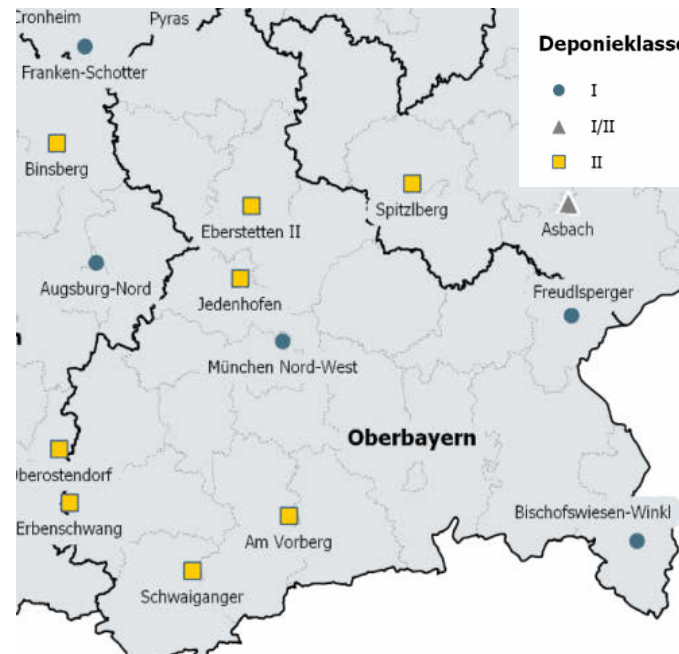 Cronheim
Pyras
Deponieklasse
Franken-Schotter
I
I/II
Binsberg
II
Spitzlberg
Eberstetten II
Asbach
Augsburg-Nord
Jedenhofen
Freudlsperger
München Nord-West
Oberbayern
Oberostendorf
Erbenschwang
Bischofswiesen-Winkl
Am Vorberg
Schwaiganger